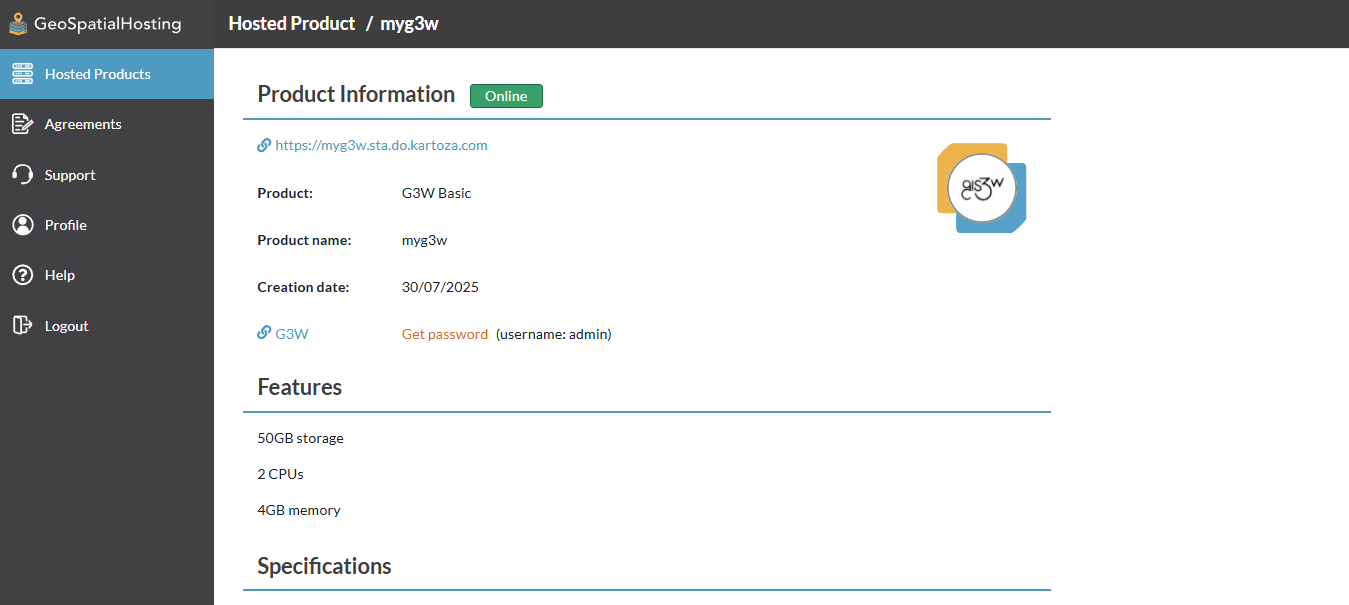 GeoSpatialHosting
Hosted Product / myg3w
Hosted Products
Agreements
Support
Profile
Help
Logout
Product Information Online
https://myg3w.sta.do.kartoza.com
gis3w
Product: G3W Basic
Product name: myg3w
Creation date: 30/07/2025
G3W Get password (username: admin)
Features
50GB storage
2 CPUs
4GB memory
Specifications